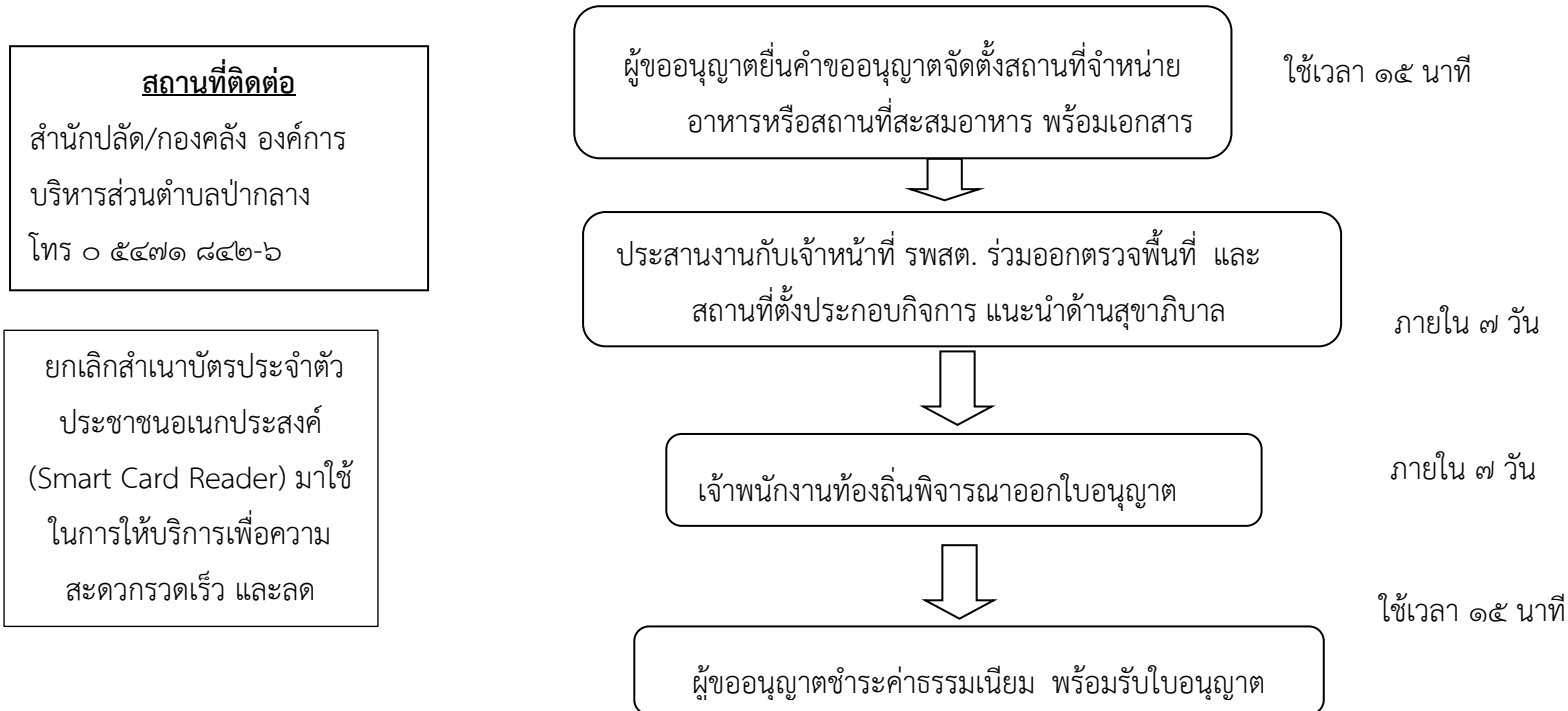 สถานที่ติดต่อ
สำนักปลัด/กองคลัง องค์การ
บริหารส่วนตำบลป่ากลาง
โทร ๐ ๕๔๗๑ ๘๔๒-๖
ยกเลิกสำเนาบัตรประจำตัว
ประชาชนอเนกประสงค์
(Smart Card Reader) มาใช้
ในการให้บริการเพื่อความ
สะดวกรวดเร็ว และลด
ผู้ขออนุญาตยื่นคำขออนุญาตจัดตั้งสถานที่จำหน่าย
อาหารหรือสถานที่สะสมอาหาร พร้อมเอกสาร
ใช้เวลา ๑๕ นาที
ประสานงานกับเจ้าหน้าที่ รพสต. ร่วมออกตรวจพื้นที่ และ
สถานที่ตั้งประกอบกิจการ แนะนำด้านสุขาภิบาล
ภายใน ๗ วัน
เจ้าพนักงานท้องถิ่นพิจารณาออกใบอนุญาต
ภายใน ๗ วัน
ใช้เวลา ๑๕ นาที
ผู้ขออนุญาตชำระค่าธรรมเนียม พร้อมรับใบอนุญาต